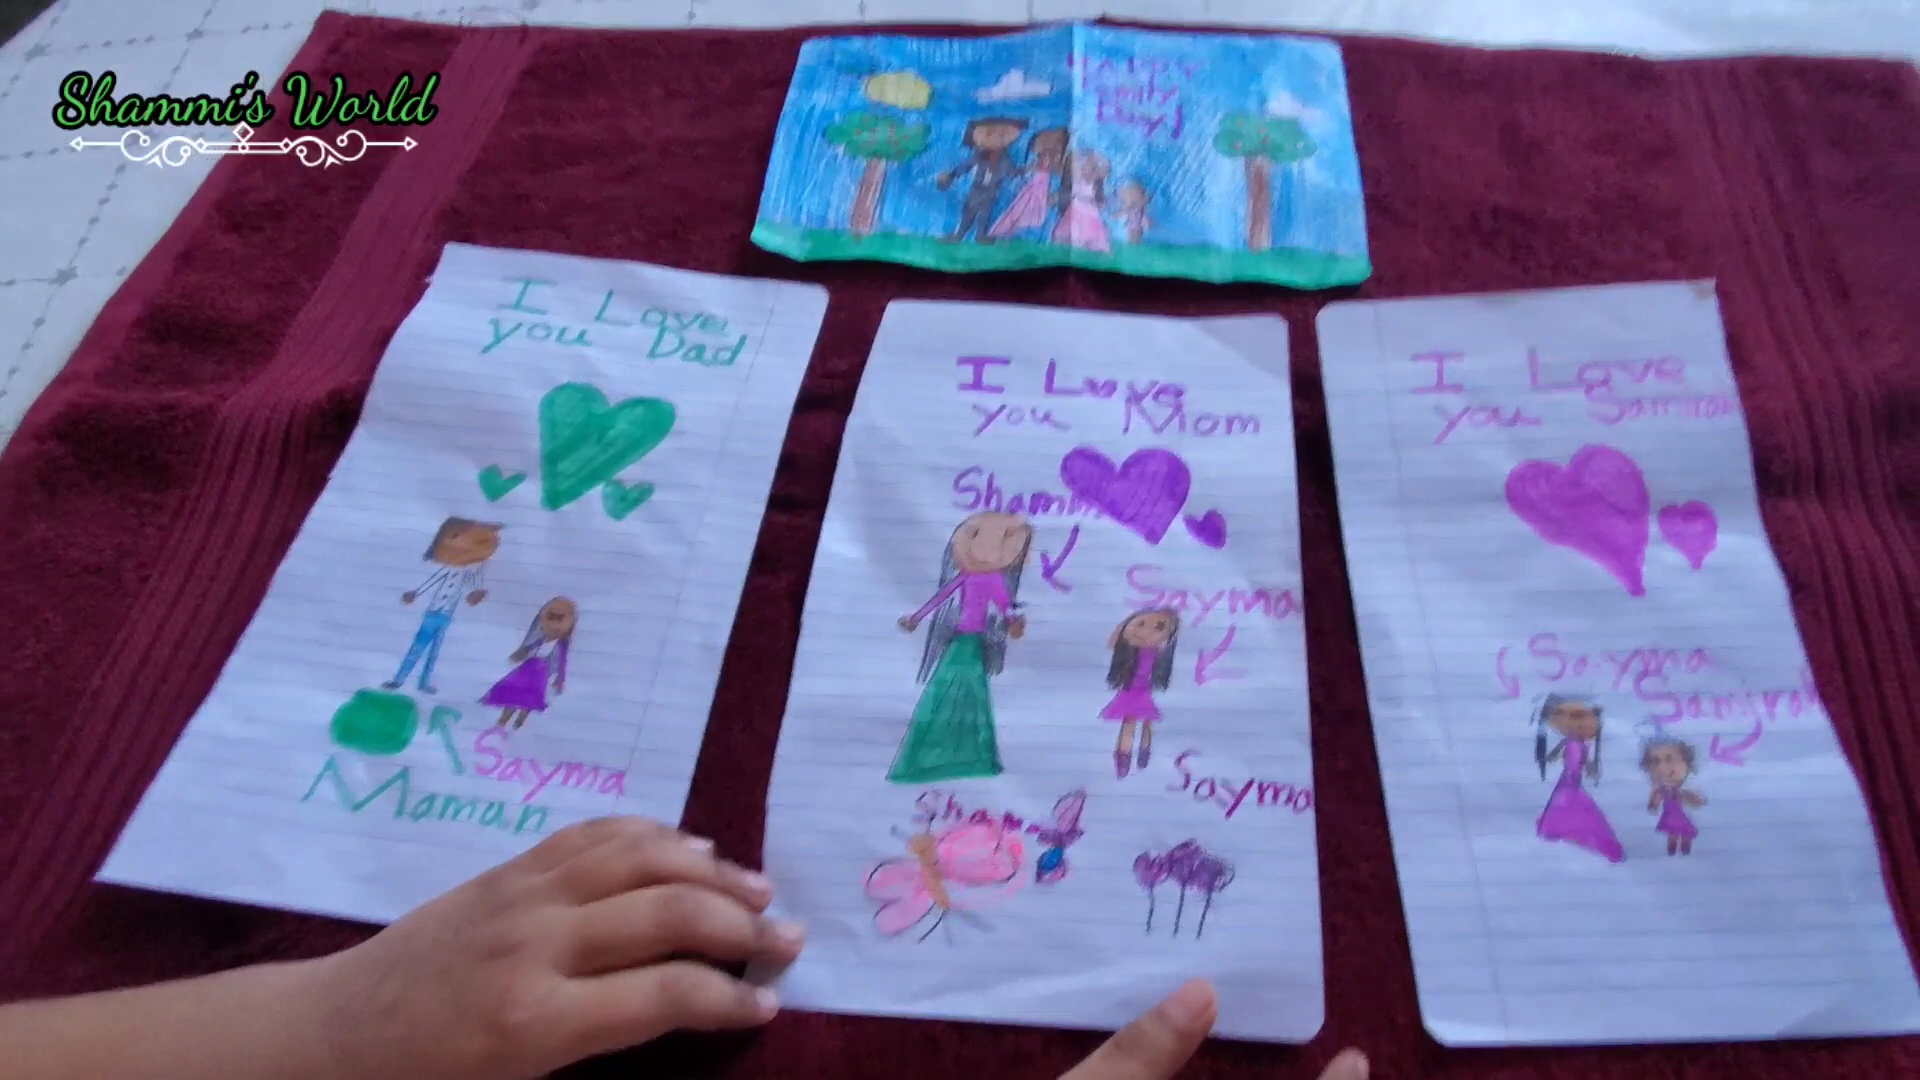 Shammi's World
Happy
Family
Day!
I Love
you Dad
Sayma
Maman
I Love
you Mom
Shammi
Sayma
Sayma
I Love
you
Sayma
Samirah